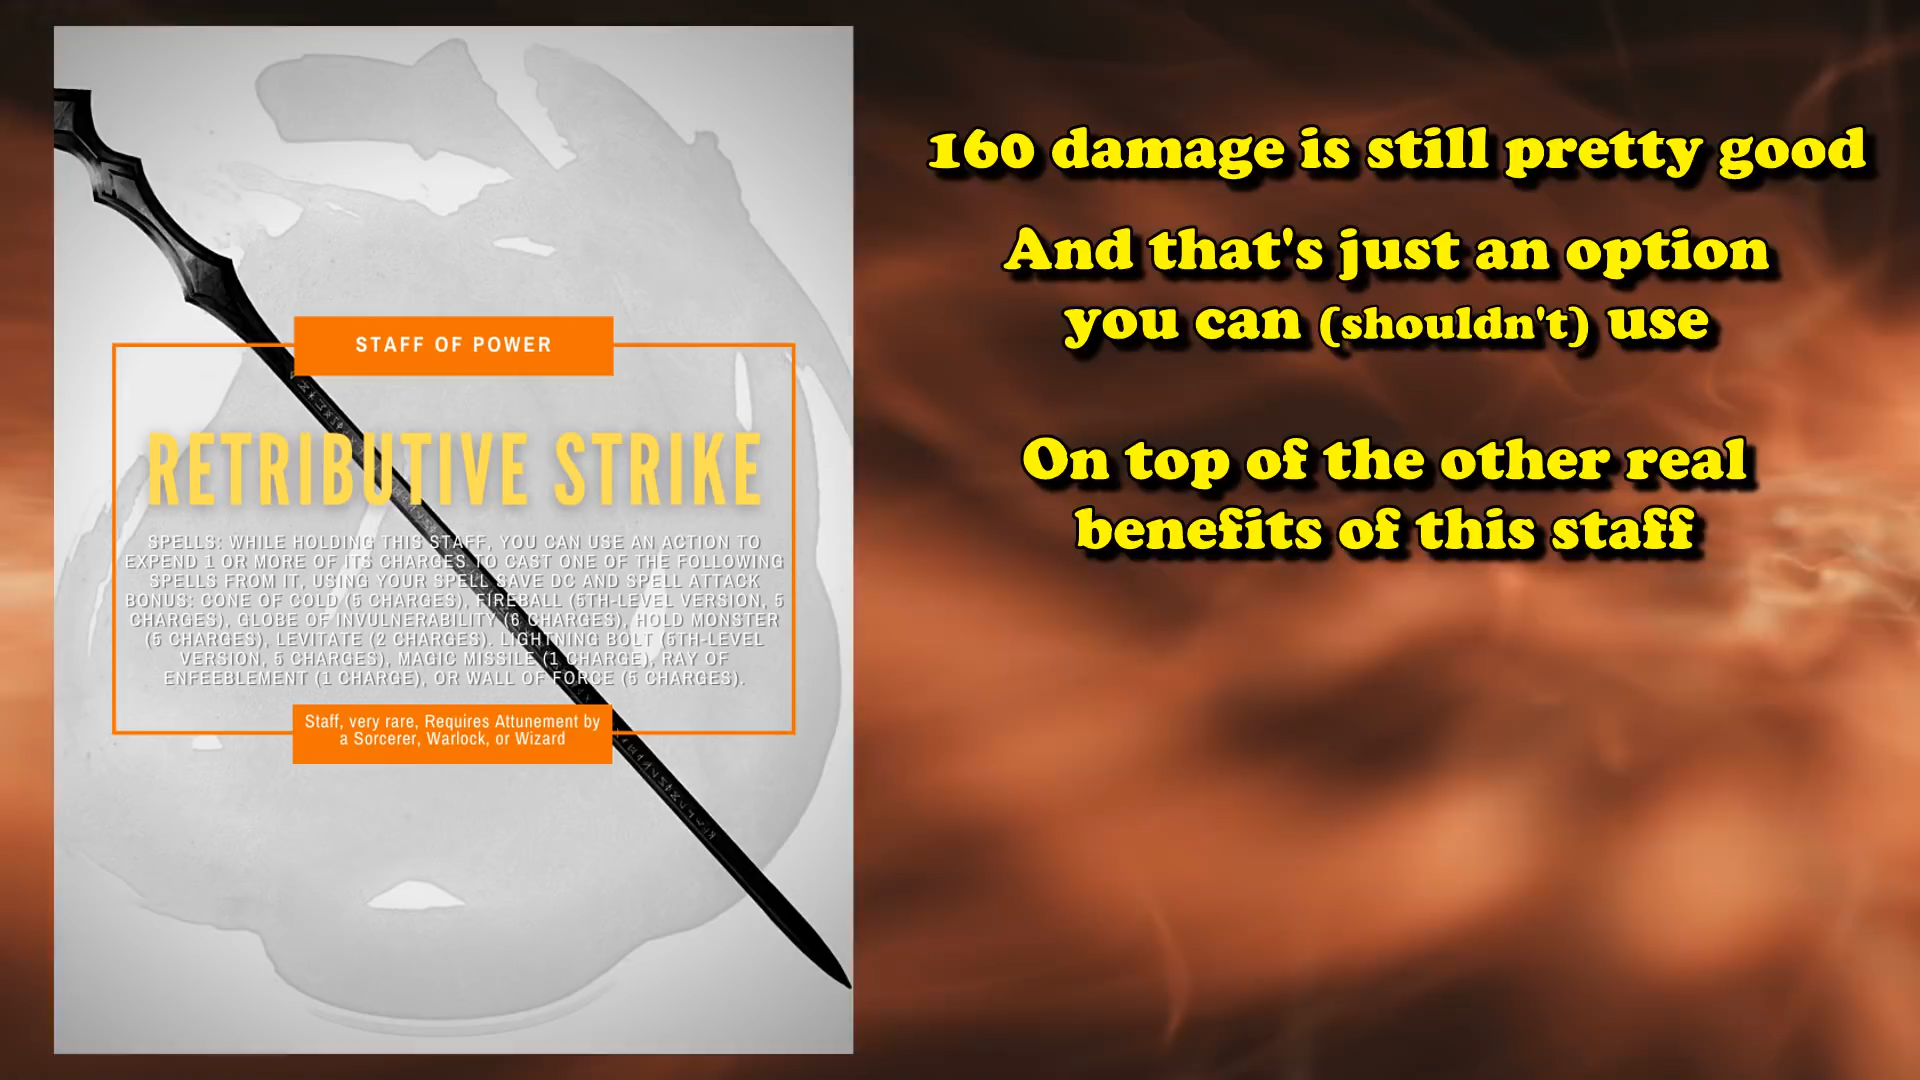 STAFF OF POWER
RETRIBUTIVE STRIKE
SPELLS: WHILE HOLDING THIS STAFF, YOU CAN USE AN ACTION TO
EXPEND 1 OR MORE OF ITS CHARGES TO CAST ONE OF THE FOLLOWING
SPELLS FROM IT, USING YOUR SPELL SAVE DC AND SPELL ATTACK
BONUS: CONE OF COLD (5 CHARGES), FIREBALL (5TH-LEVEL VERSION, 5
CHARGES), GLOBE OF INVULNERABILITY (6 CHARGES), HOLD MONSTER
(5 CHARGES), LEVITATE (2 CHARGES). LIGHTNING BOLT (5TH-LEVEL
VERSION, 5 CHARGES), MAGIC MISSILE (1 CHARGE), RAY OF
ENFEEBLEMENT (1 CHARGE), OR WALL OF FORCE (5 CHARGES).
Staff, very rare, Requires Attunement by
a Sorcerer, Warlock, or Wizard
160 damage is still pretty good
And that's just an option
you can (shouldn't) use
On top of the other real
benefits of this staff